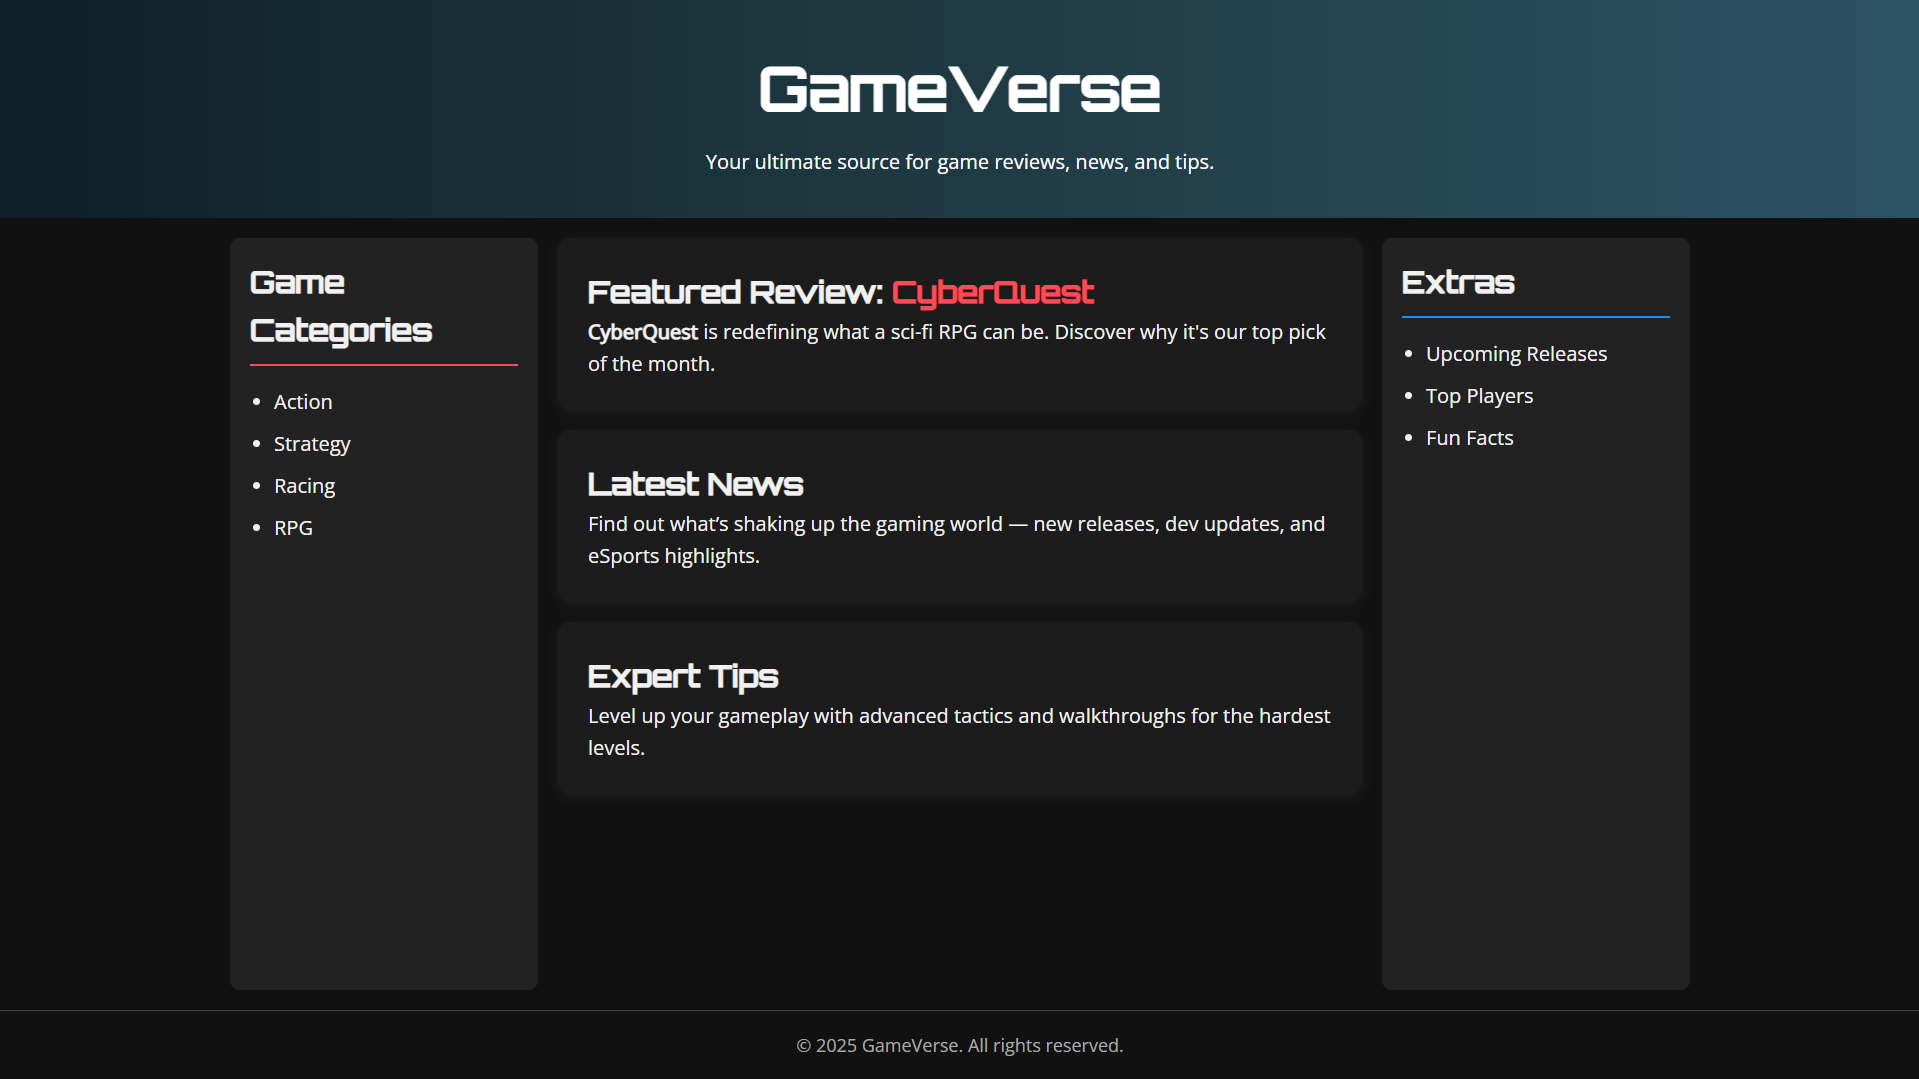 GameVerse
Your ultimate source for game reviews, news, and tips.
Game
Categories
• Action
• Strategy
• Racing
• RPG
Featured Review: CyberQuest
CyberQuest is redefining what a sci-fi RPG can be. Discover why it's our top pick
of the month.
Latest News
Find out what’s shaking up the gaming world — new releases, dev updates, and
eSports highlights.
Expert Tips
Level up your gameplay with advanced tactics and walkthroughs for the hardest
levels.
Extras
• Upcoming Releases
• Top Players
• Fun Facts
© 2025 GameVerse. All rights reserved.